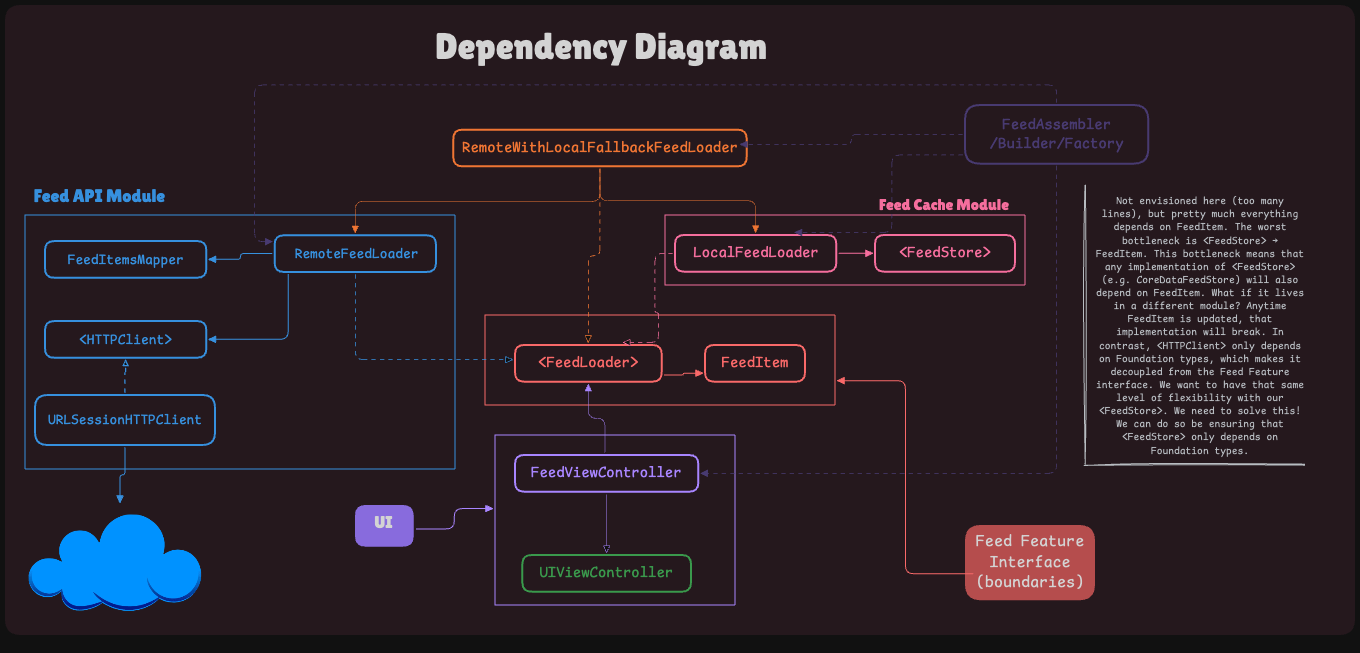 Dependency Diagram
FeedAssembler
/Builder/Factory
RemoteWithLocalFallbackFeedLoader
Feed API Module
Feed Cache Module
FeedItemsMapper
RemoteFeedLoader
LocalFeedLoader
<FeedStore>
<HTTPClient>
<FeedLoader>
FeedItem
URLSessionHTTPClient
FeedViewController
UI
UIViewController
Not envisioned here (too many
lines), but pretty much everything
depends on FeedItem. The worst
bottleneck is <FeedStore> →
FeedItem. This bottleneck means that
any implementation of <FeedStore>
(e.g. CoreDataFeedStore) will also
depend on FeedItem. What if it lives
in a different module? Anytime
FeedItem is updated, that
implementation will break. In
contrast, <HTTPClient> only depends
on Foundation types, which makes it
decoupled from the Feed Feature
interface. We want to have that same
level of flexibility with our
<FeedStore>. We need to solve this!
We can do so be ensuring that
<FeedStore> only depends on
Foundation types.
Feed Feature
Interface
(boundaries)